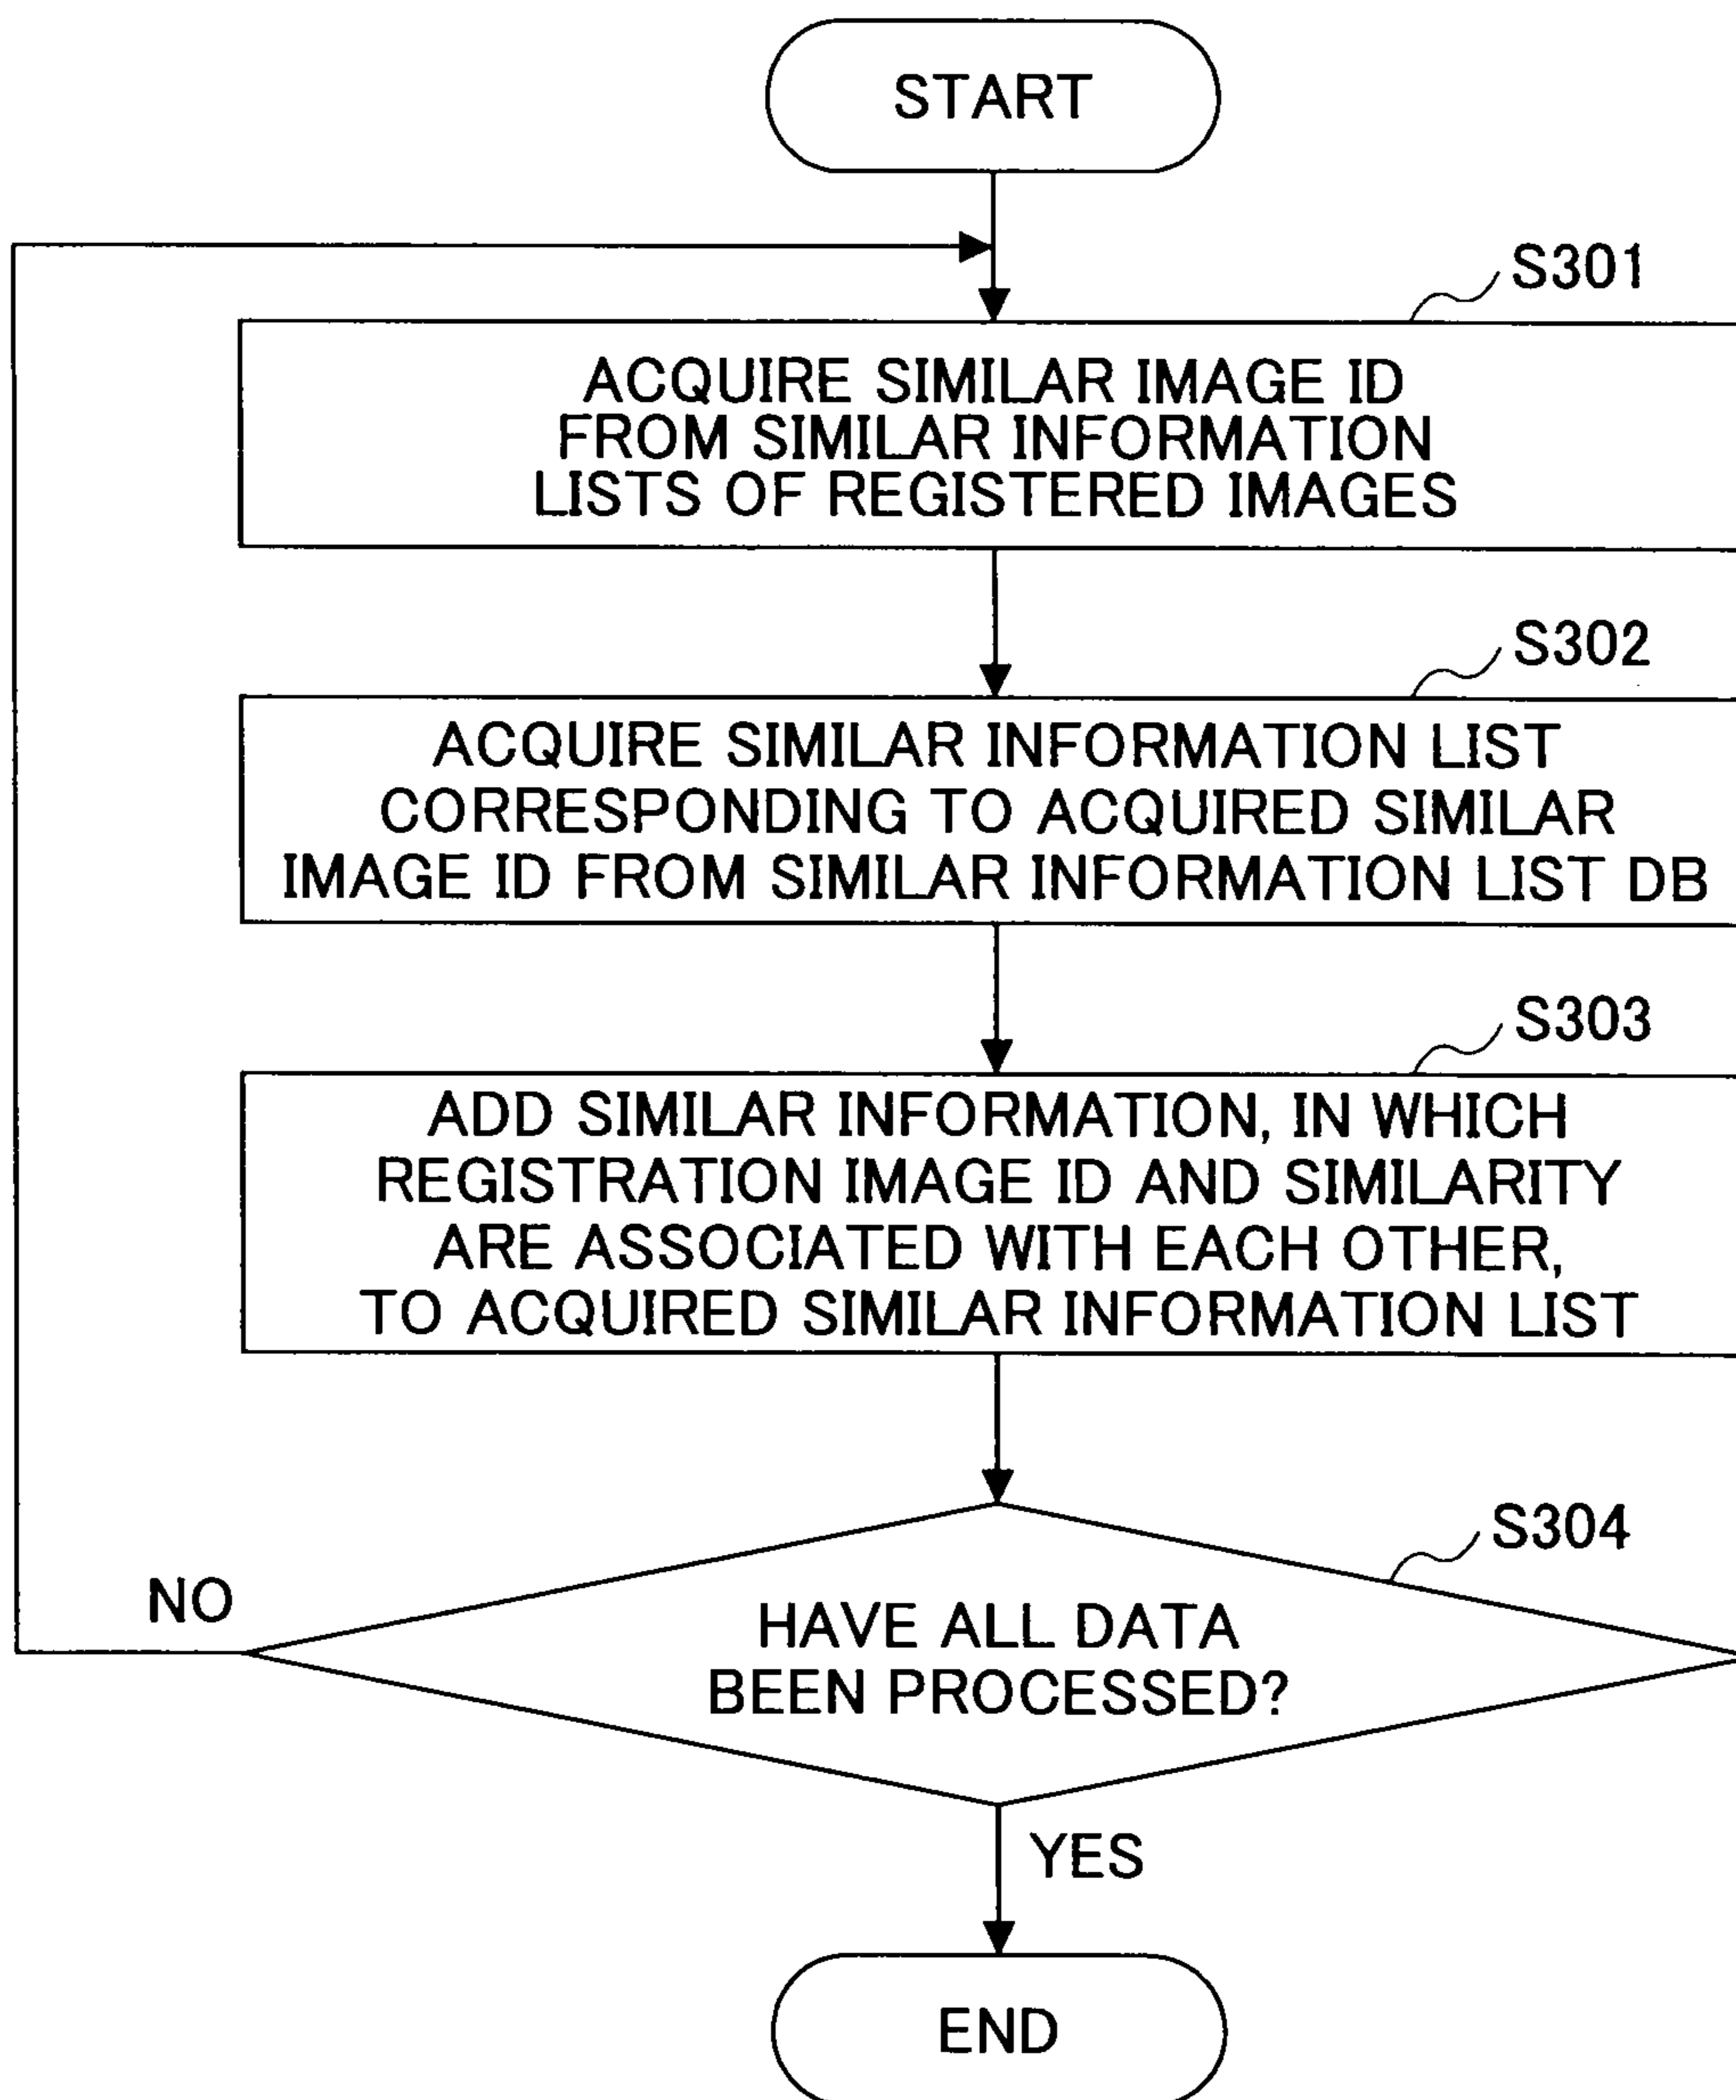 START
S301
ACQUIRE SIMILAR IMAGE ID
FROM SIMILAR INFORMATION
LISTS OF REGISTERED IMAGES
S302
ACQUIRE SIMILAR INFORMATION LIST
CORRESPONDING TO ACQUIRED SIMILAR
IMAGE ID FROM SIMILAR INFORMATION LIST DB
S303
ADD SIMILAR INFORMATION, IN WHICH
REGISTRATION IMAGE ID AND SIMILARITY
ARE ASSOCIATED WITH EACH OTHER,
TO ACQUIRED SIMILAR INFORMATION LIST
S304
NO
HAVE ALL DATA
BEEN PROCESSED?
YES
END